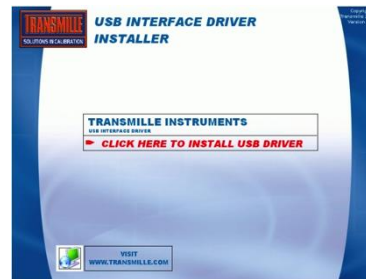 TRANSMILLE
SOLUTIONS IN CALIBRATION
USB INTERFACE DRIVER
INSTALLER
TRANSMILLE INSTRUMENTS
USB INTERFACE DRIVER
CLICK HERE TO INSTALL USB DRIVER
VISIT
WWW.TRANSMILLE.COM